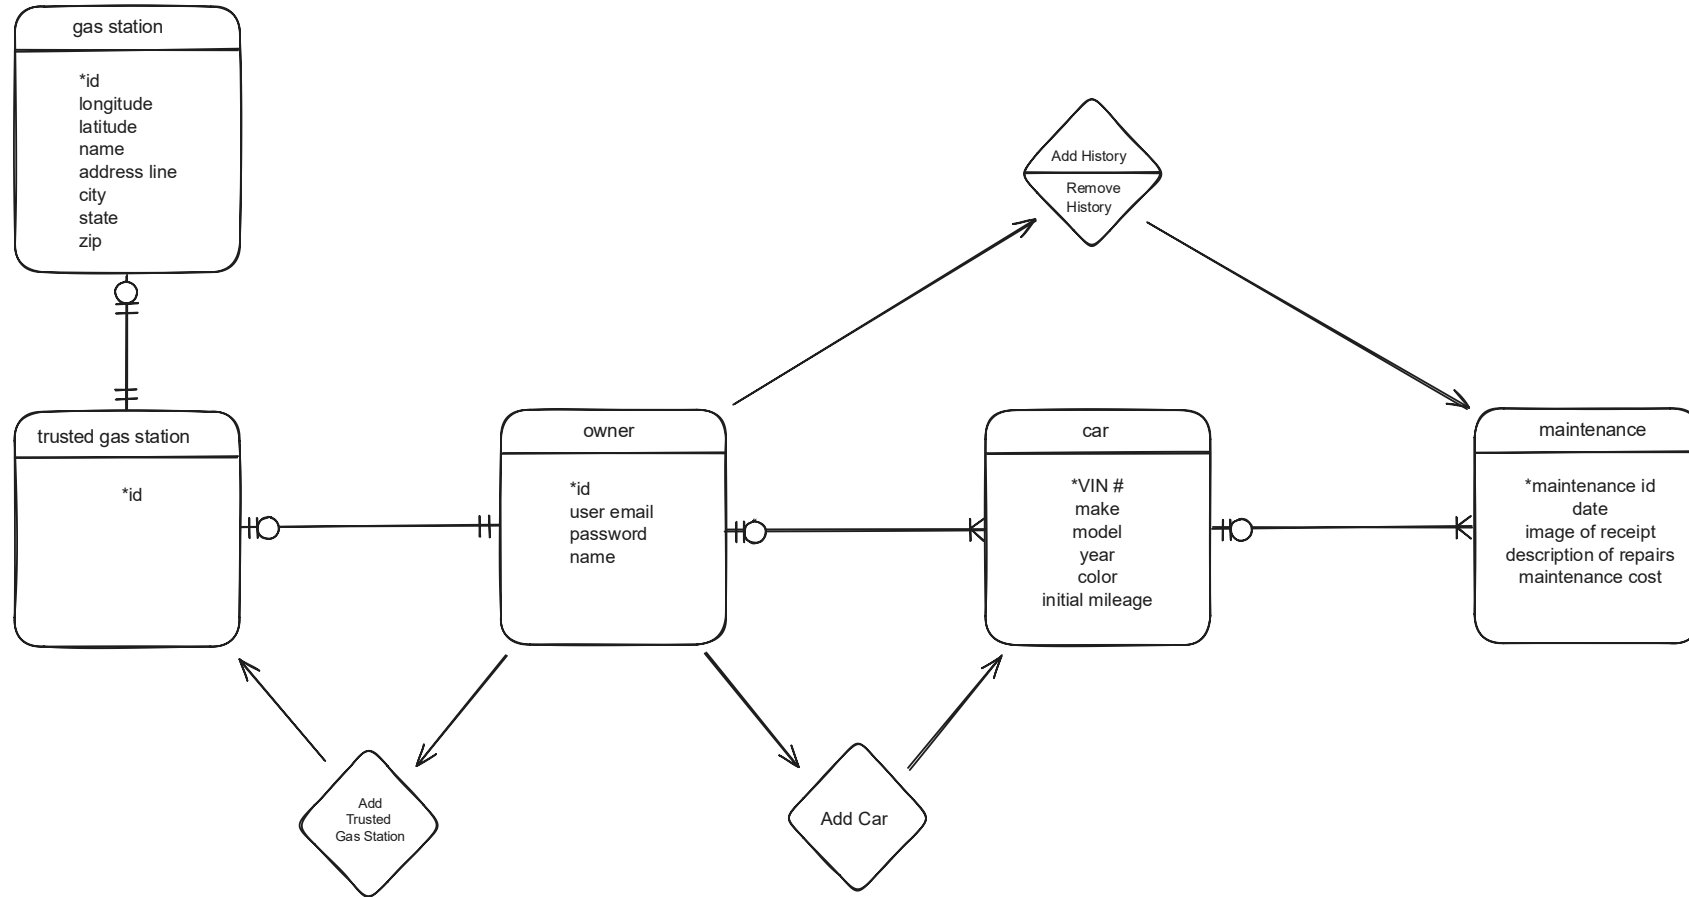 gas station
*id
longitude
latitude
name
address line
city
state
zip
Add History
Remove
History
trusted gas station
*id
owner
*id
user email
password
name
car
*VIN #
make
model
year
color
initial mileage
maintenance
*maintenance id
date
image of receipt
description of repairs
maintenance cost
Add
Trusted
Gas Station
Add Car